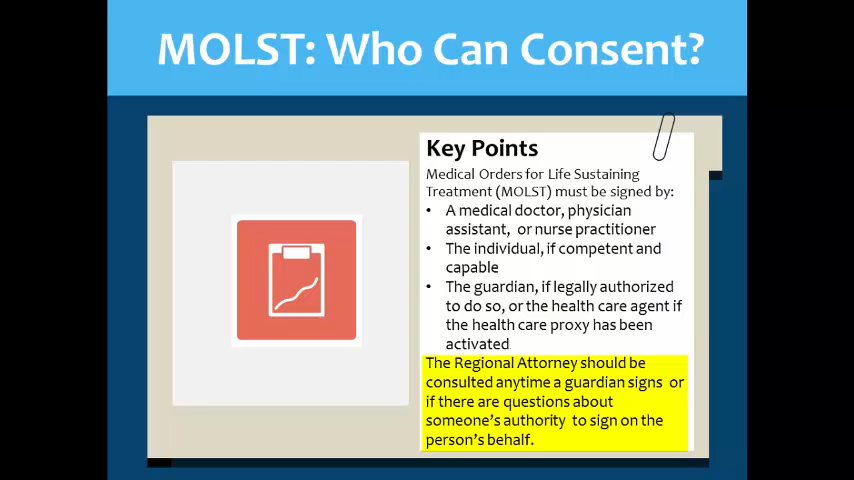 MOLST: Who Can Consent?
Key Points
Medical Orders for Life Sustaining
Treatment (MOLST) must be signed by:
• A medical doctor, physician
assistant, or nurse practitioner
• The individual, if competent and
capable
• The guardian, if legally authorized
to do so, or the health care agent if
the health care proxy has been
activated
The Regional Attorney should be
consulted anytime a guardian signs or
if there are questions about
someone's authority to sign on the
person's behalf.